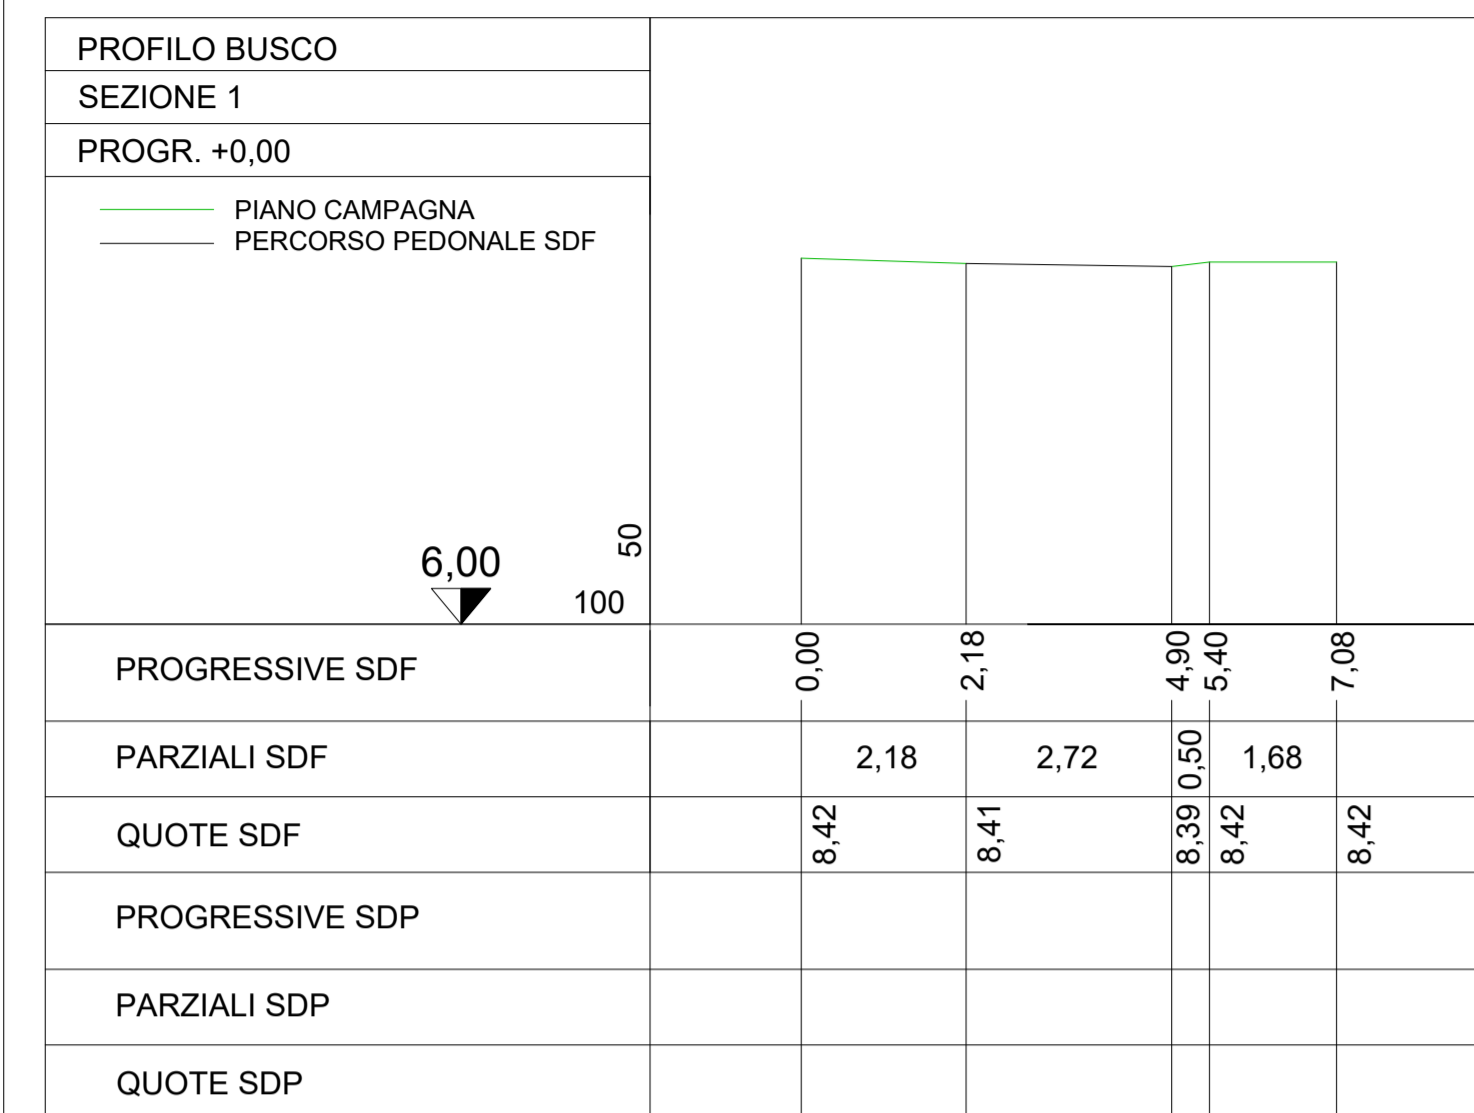 PROFILO BUSCO
SEZIONE 1
PROGR. +0,00
PIANO CAMPAGNA
PERCORSO PEDONALE SDF
50
6,00
100
PROGRESSIVE SDF 0,00 2,18 4,90 5,40 7,08
PARZIALI SDF 2,18 2,72 0,50 1,68
QUOTE SDF 8,42 8,41 8,39 8,42 8,42
PROGRESSIVE SDP
PARZIALI SDP
QUOTE SDP